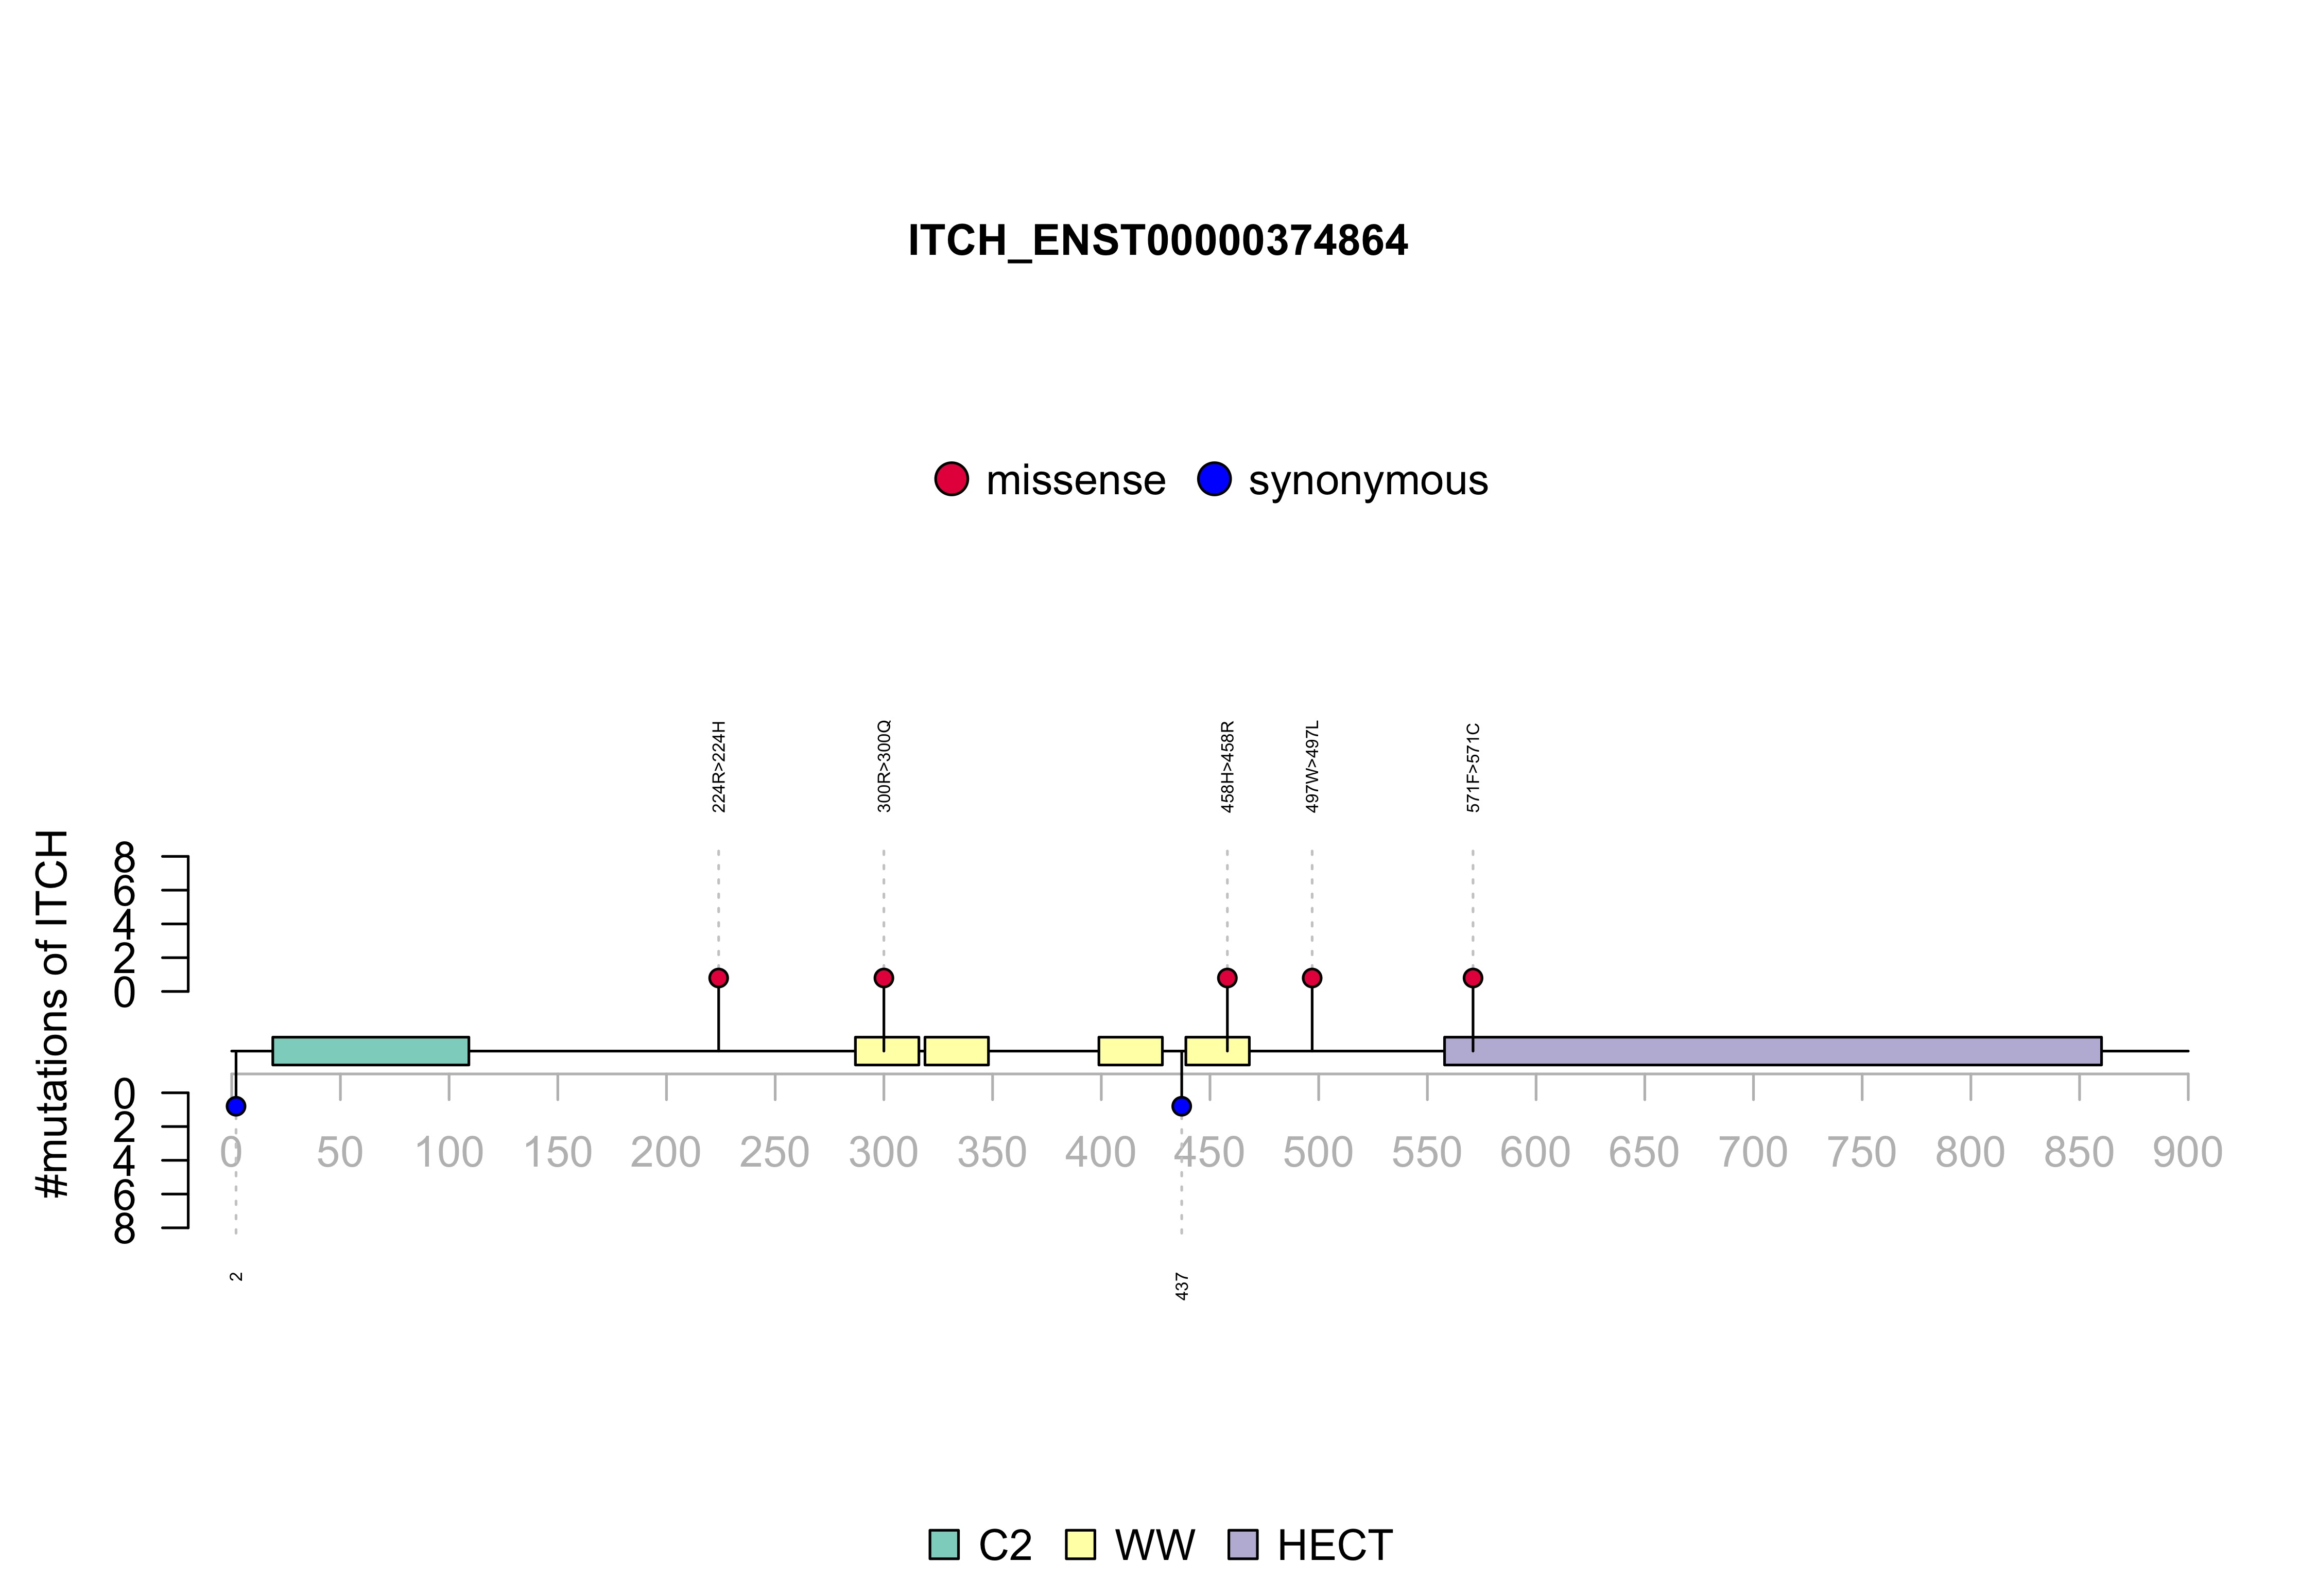 ITCH_ENST00000374864
missense synonymous
224R>224H 300R>300Q 458H>458R 497W>497L 571F>571C
#mutations of ITCH
8
6
4
2
0
0
2
4
6
8
0 50 100 150 200 250 300 350 400 450 500 550 600 650 700 750 800 850 900
2 437
C2 WW HECT